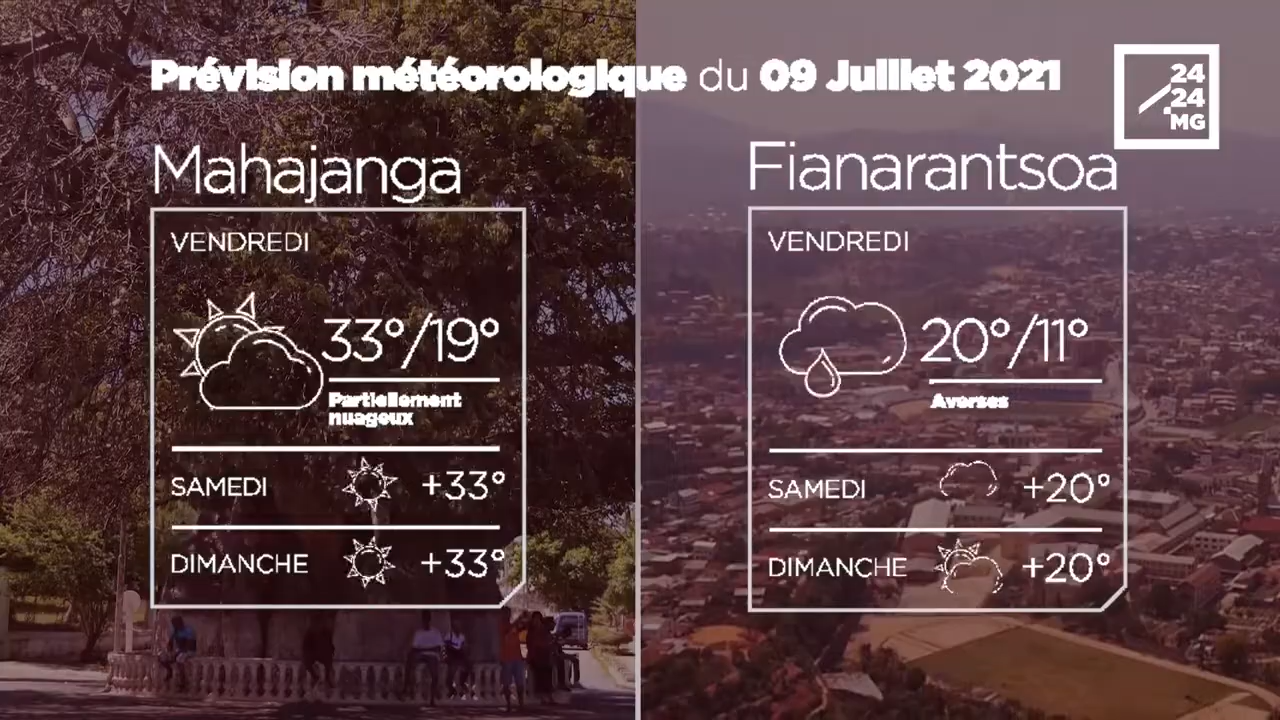 Prévision météorologique du 09 Juillet 2021
24
24
MG
Mahajanga
VENDREDI
33°/19°
Partiellement
nuageux
SAMEDI +33°
DIMANCHE +33°
Fianarantsoa
VENDREDI
20°/11°
Averses
SAMEDI +20°
DIMANCHE +20°